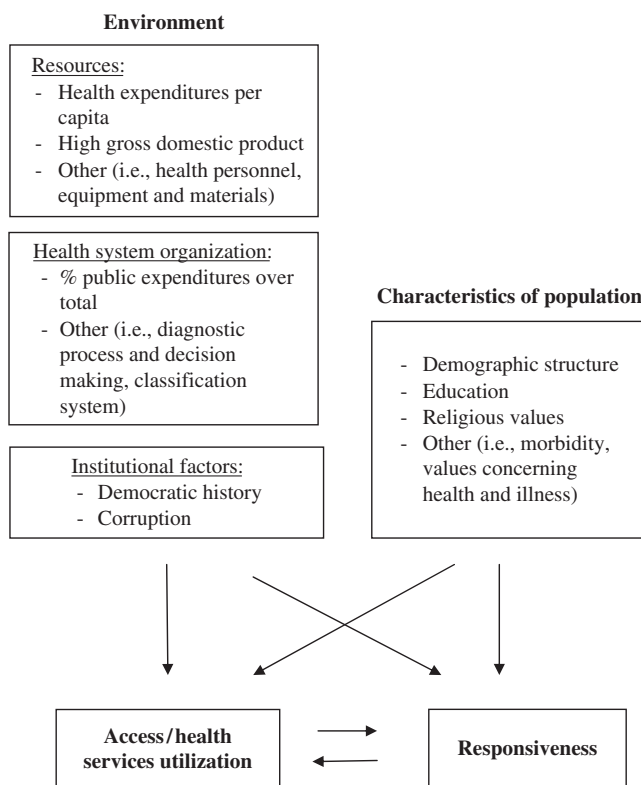 Environment
Resources:
- Health expenditures per
capita
- High gross domestic product
- Other (i.e., health personnel,
equipment and materials)
Health system organization:
- % public expenditures over
total
- Other (i.e., diagnostic
process and decision
making, classification
system)
Institutional factors:
- Democratic history
- Corruption
Characteristics of population
- Demographic structure
- Education
- Religious values
- Other (i.e., morbidity,
values concerning
health and illness)
Access/health
services utilization
Responsiveness